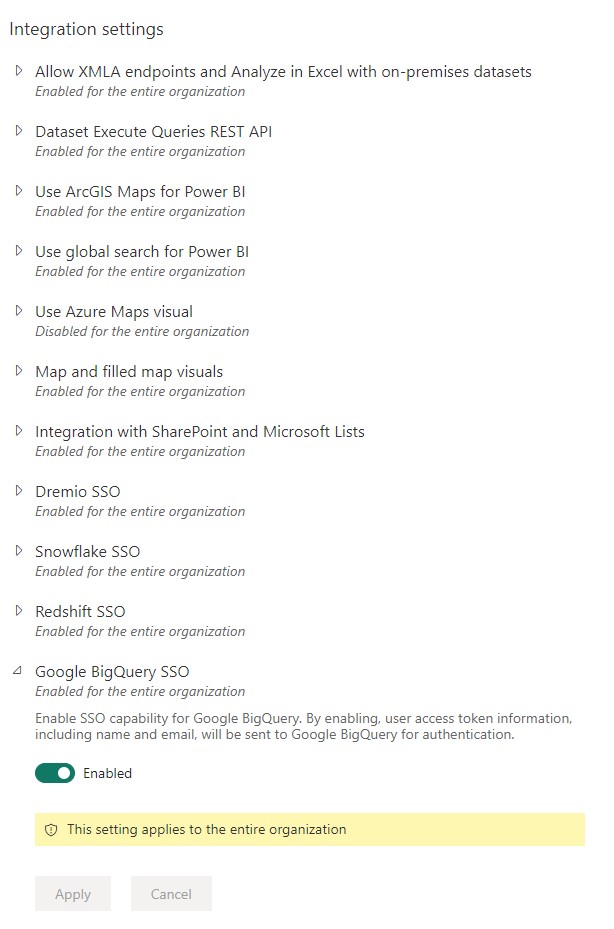 Integration settings
Allow XMLA endpoints and Analyze in Excel with on-premises datasets
Enabled for the entire organization
Dataset Execute Queries REST API
Enabled for the entire organization
Use ArcGIS Maps for Power BI
Enabled for the entire organization
Use global search for Power BI
Enabled for the entire organization
Use Azure Maps visual
Disabled for the entire organization
Map and filled map visuals
Enabled for the entire organization
Integration with SharePoint and Microsoft Lists
Enabled for the entire organization
Dremio SSO
Enabled for the entire organization
Snowflake SSO
Enabled for the entire organization
Redshift SSO
Enabled for the entire organization
Google BigQuery SSO
Enabled for the entire organization
Enable SSO capability for Google BigQuery. By enabling, user access token information,
including name and email, will be sent to Google BigQuery for authentication.
Enabled
This setting applies to the entire organization
Apply Cancel